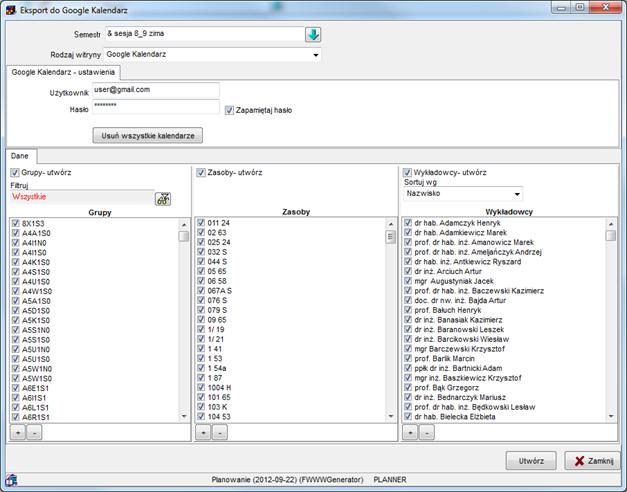 Eksport do Google Kalendarz
Semestr & sesja 8_9 zima
Rodzaj witryny Google Kalendarz
Google Kalendarz - ustawienia
Użytkownik user@gmail.com
Hasło ********
Zapamiętaj hasło
Usuń wszystkie kalendarze
Dane
Grupy- utwórz
Filtruj
Wszystkie
Grupy
8X1S3
A4A1S0
A4I1N0
A4I1S0
A4K1S0
A4S1S0
A4U1S0
A4W1S0
A5A1S0
A5D1S0
A5K1S0
A5S1N0
A5S1S0
A5U1N0
A5U1S0
A5W1N0
A5W1S0
A6E1S1
A6I1S1
A6L1S1
A6R1S1
+ -
Zasoby- utwórz
Zasoby
011 24
02 63
025 24
032 S
044 S
05 65
06 58
067A S
076 S
079 S
09 65
1/ 19
1/ 21
1 41
1 53
1 54a
1 87
1004 H
101 65
103 K
104 53
+ -
Wykładowcy- utwórz
Sortuj wg
Nazwisko
Wykładowcy
dr hab. Adamczyk Henryk
dr hab. Adamkiewicz Marek
prof. dr hab. inż. Amanowicz Marek
prof. dr hab. inż. Ameljańczyk Andrzej
dr hab. inż. Antkiewicz Ryszard
dr inż. Arciuch Artur
mgr Augustyniak Jacek
prof. dr hab. inż. Baczewski Kazimierz
doc. dr nw. inż. Bajda Artur
prof. Bałuch Henryk
dr inż. Banasiak Kazimierz
dr inż. Baranowski Leszek
dr inż. Barcikowski Wiesław
mgr Barczewski Krzysztof
prof. Barlik Marcin
ppłk dr inż. Bartnicki Adam
mgr inż. Baszkiewicz Krzysztof
prof. Bąk Grzegorz
dr inż. Bednarczyk Mariusz
prof. dr hab. inż. Będkowski Lesław
dr hab. Bielecka Elżbieta
+ -
Utwórz
Zamknij
Planowanie (2012-09-22) (FWWWGenerator) PLANNER